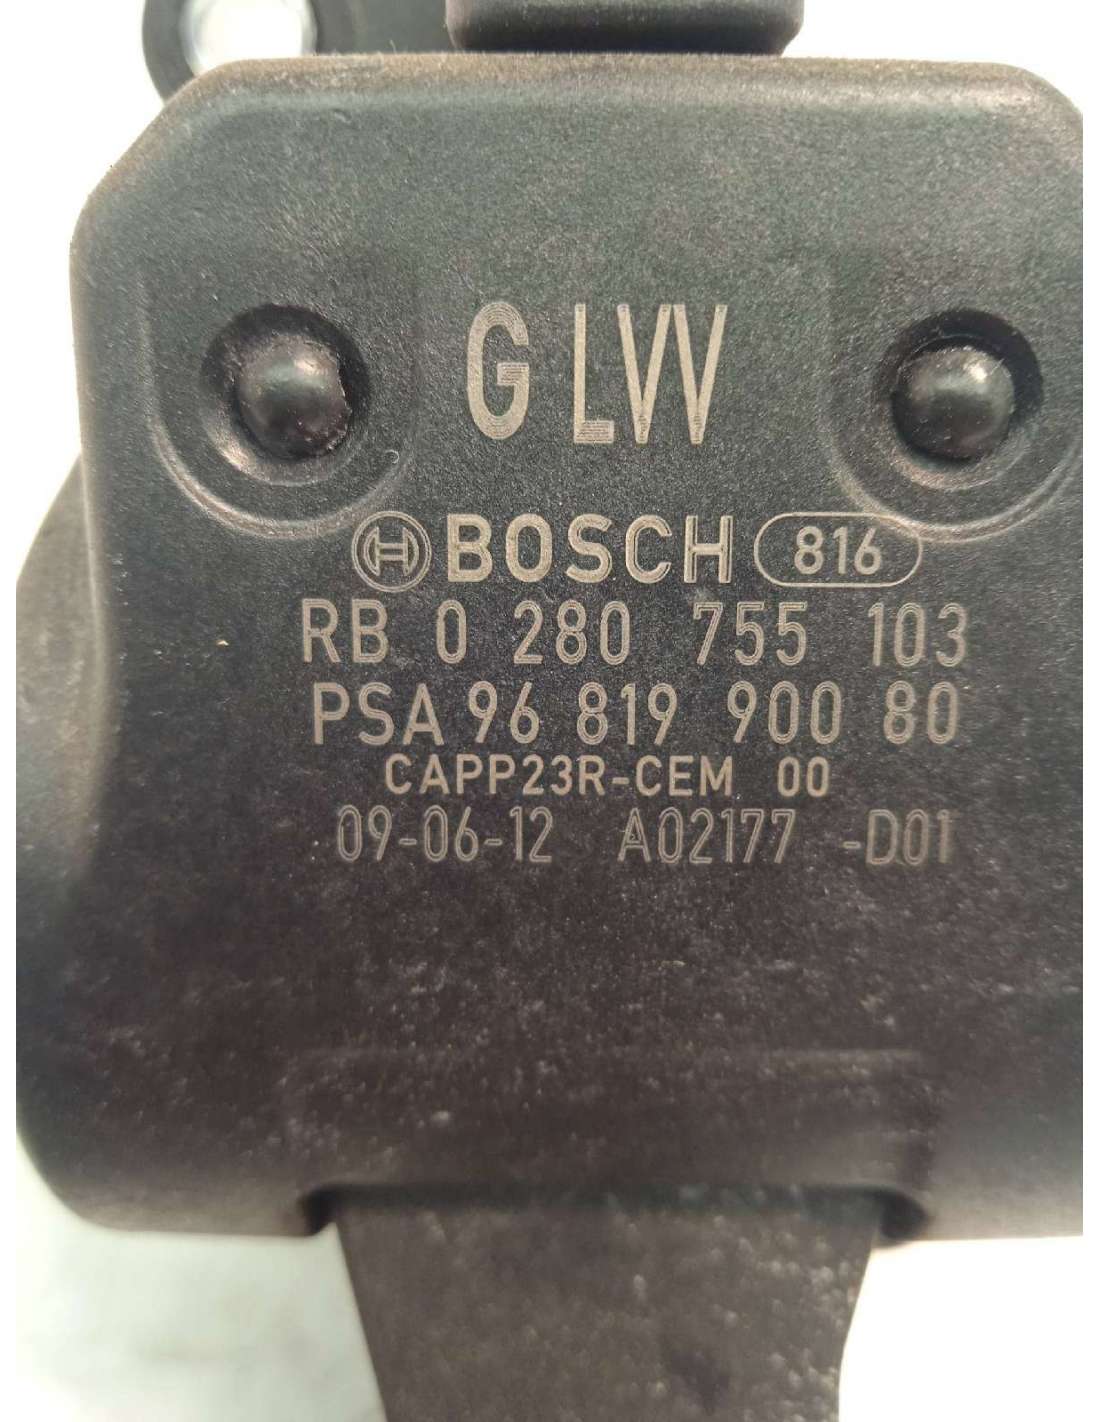 G LVV
BOSCH 816
RB 0 280 755 103
PSA 96 819 900 80
CAPP23R-CEM 00
09-06-12 A02177 -D01